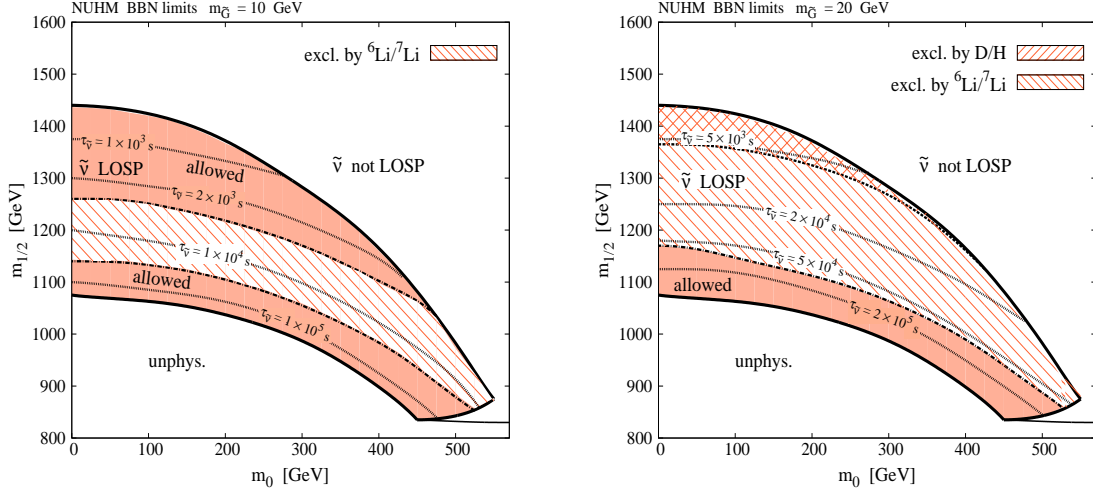 NUHM BBN limits m_G̃ = 10 GeV
excl. by ⁶Li/⁷Li
1600
1500
1400
1300
1200
1100
1000
900
800
m₁/₂ [GeV]
τ_ν̃ = 1 × 10³ s
allowed
ν̃ LOSP
ν̃ not LOSP
τ_ν̃ = 2 × 10³ s
τ_ν̃ = 1 × 10⁴ s
allowed
τ_ν̃ = 1 × 10⁵ s
unphys.
0 100 200 300 400 500
m₀ [GeV]
NUHM BBN limits m_G̃ = 20 GeV
excl. by D/H
excl. by ⁶Li/⁷Li
1600
1500
1400
1300
1200
1100
1000
900
800
m₁/₂ [GeV]
τ_ν̃ = 5 × 10³ s
ν̃ LOSP
ν̃ not LOSP
τ_ν̃ = 2 × 10⁴ s
τ_ν̃ = 5 × 10⁴ s
allowed
τ_ν̃ = 2 × 10⁵ s
unphys.
0 100 200 300 400 500
m₀ [GeV]